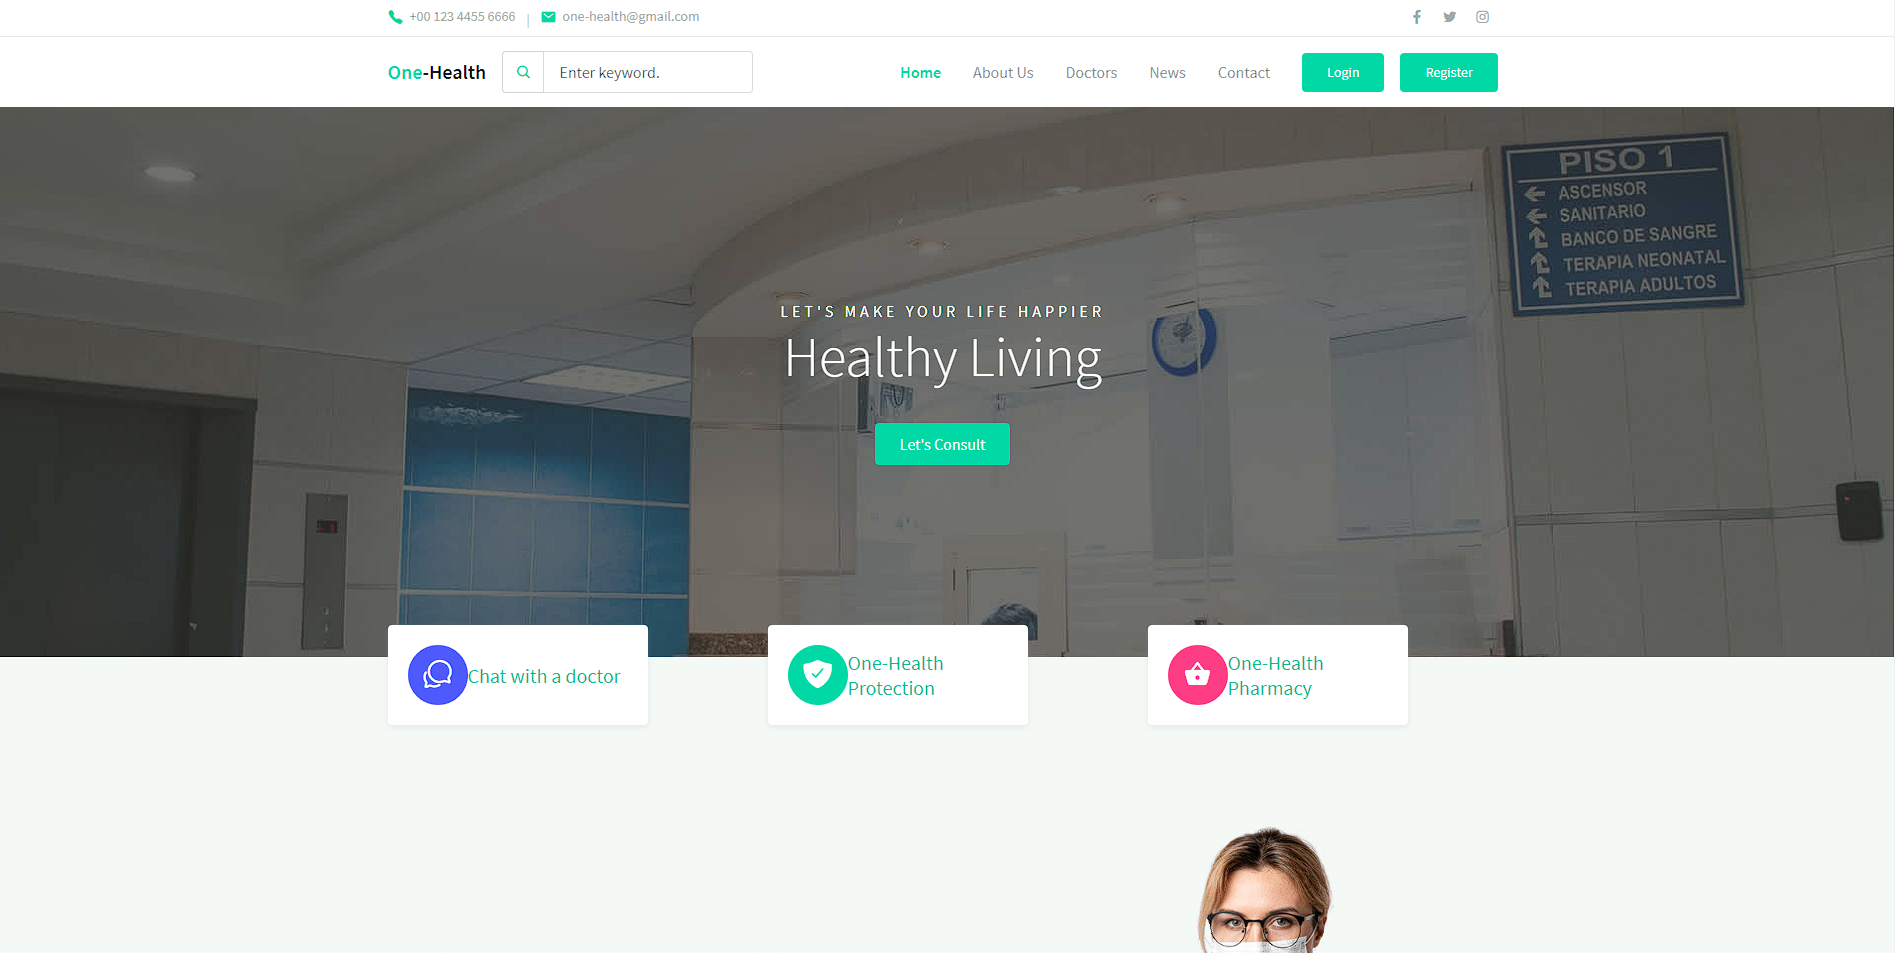 +00 123 4455 6666 | one-health@gmail.com
One-Health
Enter keyword.
Home About Us Doctors News Contact Login Register
PISO 1
ASCENSOR
SANITARIO
BANCO DE SANGRE
TERAPIA NEONATAL
TERAPIA ADULTOS
LET'S MAKE YOUR LIFE HAPPIER
Healthy Living
Let's Consult
Chat with a doctor
One-Health
Protection
One-Health
Pharmacy